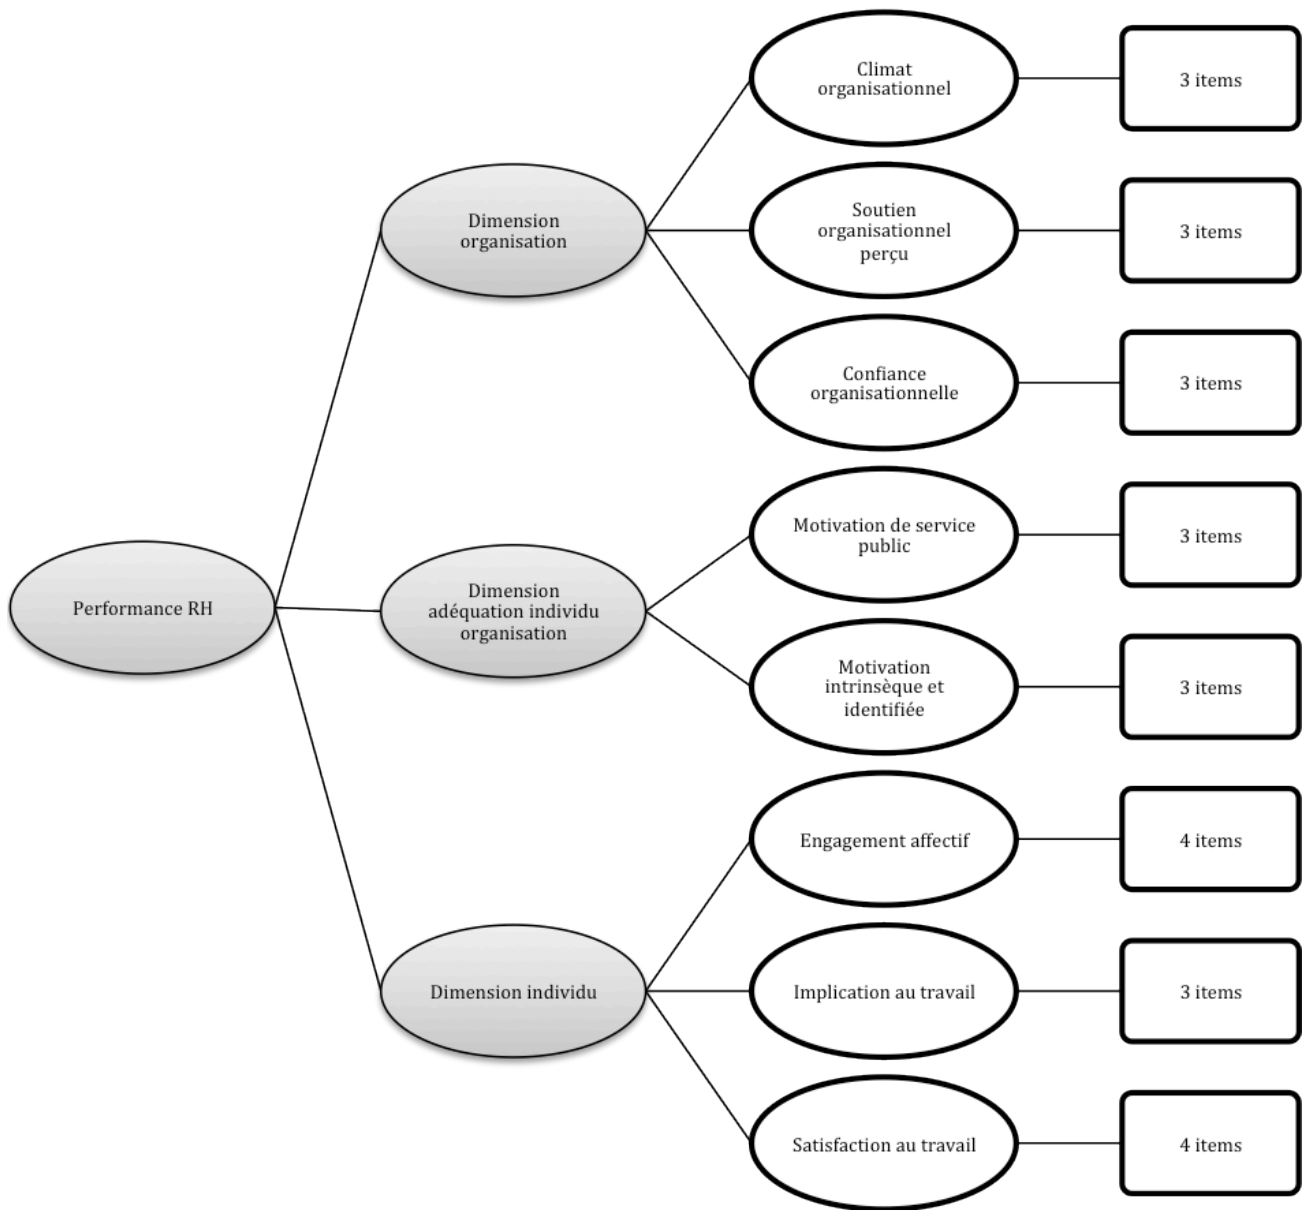 Climat
organisationnel
3 items
Soutien
organisationnel
perçu
3 items
Dimension
organisation
Confiance
organisationnelle
3 items
Motivation de service
public
3 items
Performance RH
Dimension
adéquation individu
organisation
Motivation
intrinsèque et
identifiée
3 items
Engagement affectif
4 items
Dimension individu
Implication au travail
3 items
Satisfaction au travail
4 items